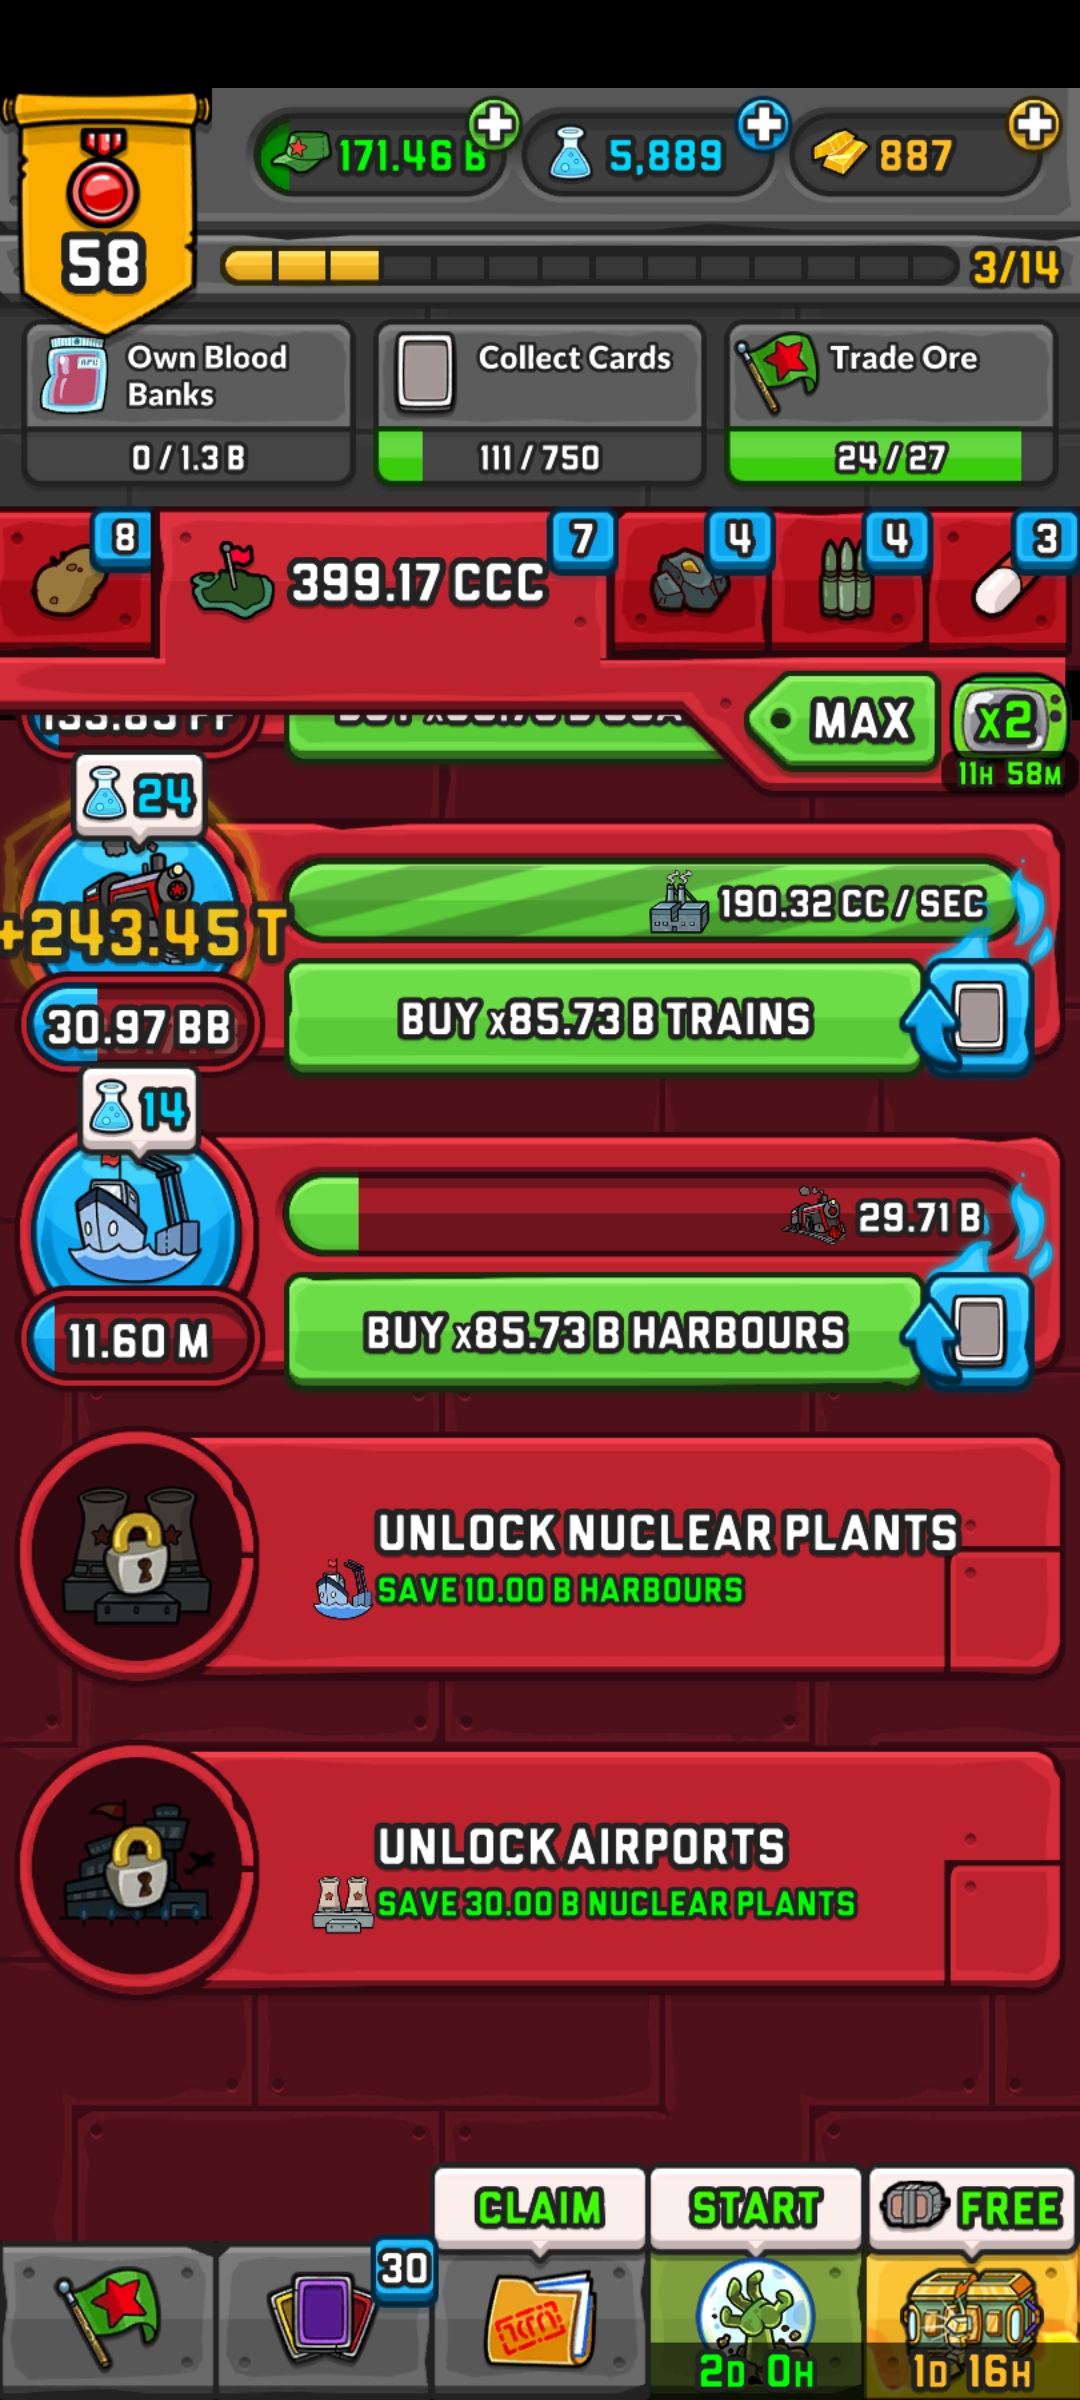 171.46 B
5,889
887
58
3/14
Own Blood
Banks
0 / 1.3 B
Collect Cards
111 / 750
Trade Ore
24 / 27
8
399.17 CCC
7
4
4
3
MAX
x2
11H 58M
24
190.32 CC / SEC
+243.45 T
30.97 BB
BUY x85.73 B TRAINS
14
29.71 B
11.60 M
BUY x85.73 B HARBOURS
UNLOCK NUCLEAR PLANTS
SAVE 10.00 B HARBOURS
UNLOCK AIRPORTS
SAVE 30.00 B NUCLEAR PLANTS
CLAIM
START
FREE
30
2D 0H
1D 16H